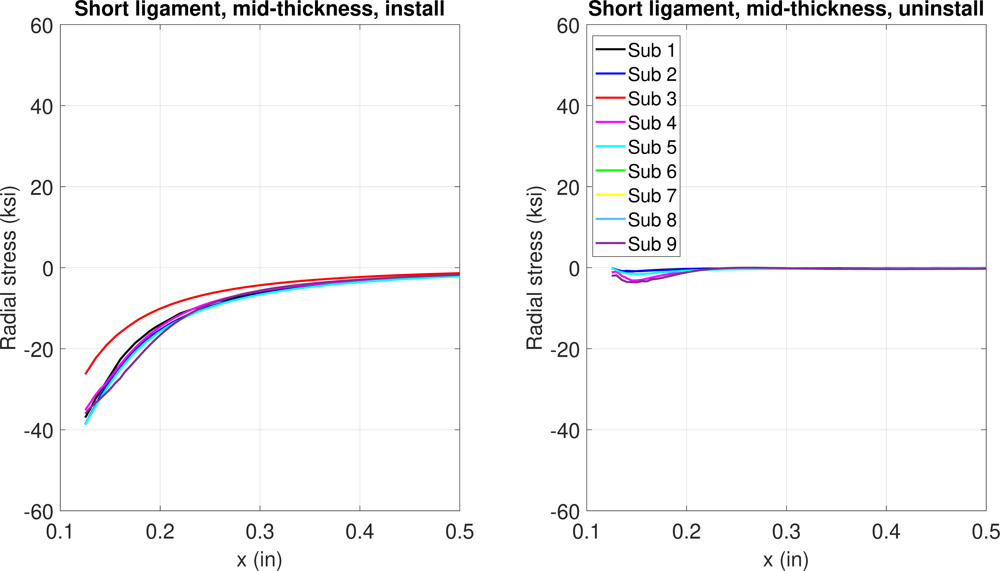 Short ligament, mid-thickness, install
60
40
20
0
-20
-40
-60
0.1
0.2
0.3
0.4
0.5
x (in)
Radial stress (ksi)
Short ligament, mid-thickness, uninstall
60
40
20
0
-20
-40
-60
0.1
0.2
0.3
0.4
0.5
x (in)
Radial stress (ksi)
Sub 1
Sub 2
Sub 3
Sub 4
Sub 5
Sub 6
Sub 7
Sub 8
Sub 9